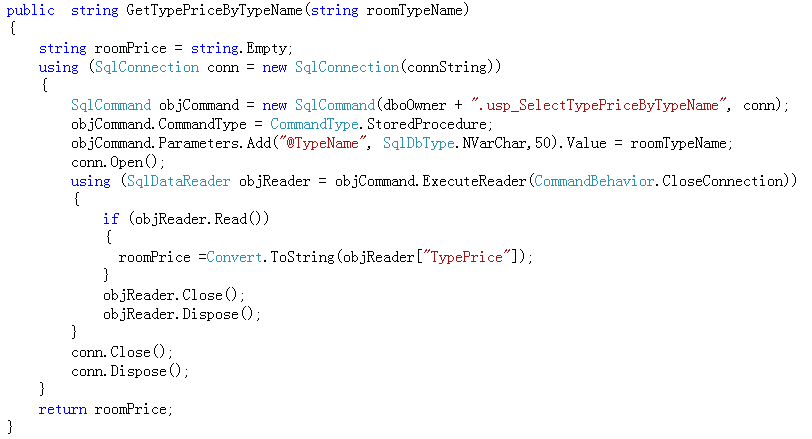 public  string GetTypePriceByTypeName(string roomTypeName)
{
    string roomPrice = string.Empty;
    using (SqlConnection conn = new SqlConnection(connString))
    {
        SqlCommand objCommand = new SqlCommand(dboOwner + ".usp_SelectTypePriceByTypeName", conn);
        objCommand.CommandType = CommandType.StoredProcedure;
        objCommand.Parameters.Add("@TypeName", SqlDbType.NVarChar,50).Value = roomTypeName;
        conn.Open();
        using (SqlDataReader objReader = objCommand.ExecuteReader(CommandBehavior.CloseConnection))
        {
            if (objReader.Read())
            {
              roomPrice =Convert.ToString(objReader["TypePrice"]);
            }
            objReader.Close();
            objReader.Dispose();
        }
        conn.Close();
        conn.Dispose();
    }
    return roomPrice;
}